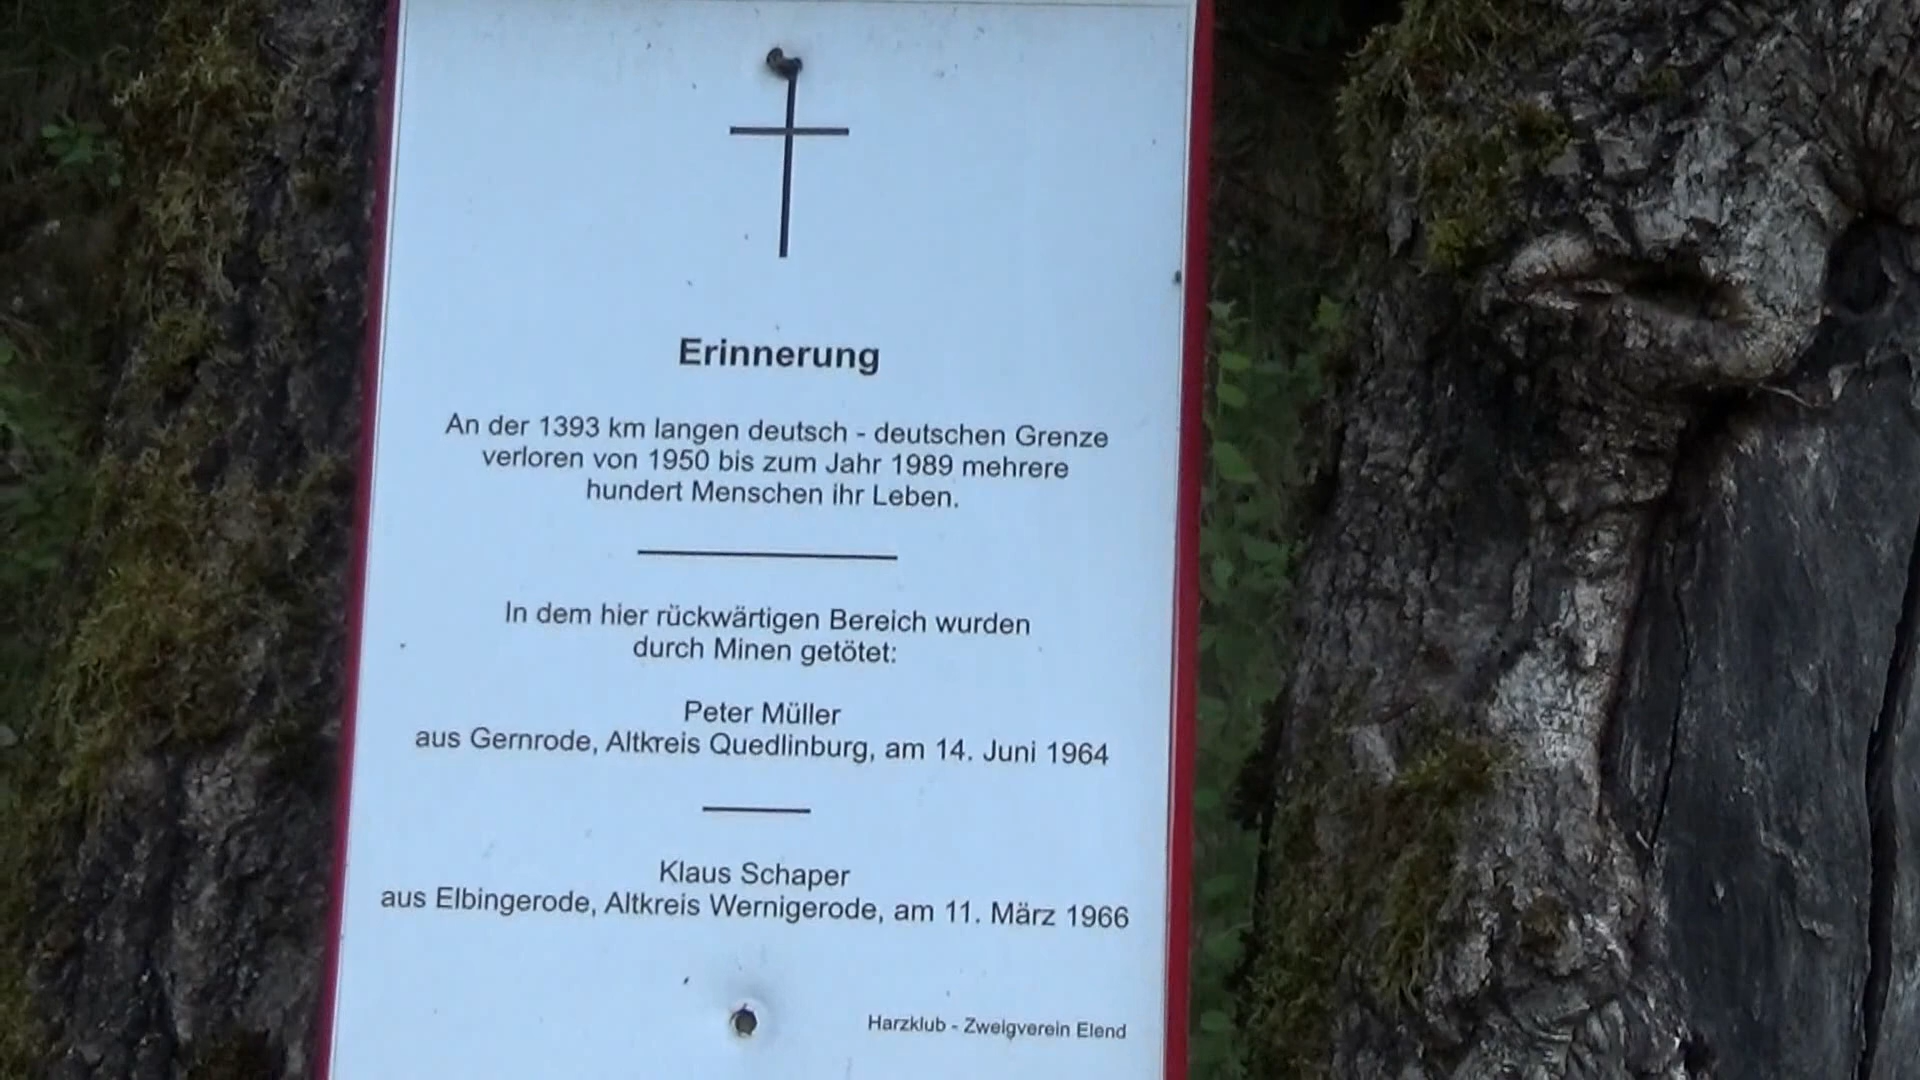 Erinnerung
An der 1393 km langen deutsch - deutschen Grenze
verloren von 1950 bis zum Jahr 1989 mehrere
hundert Menschen ihr Leben.
In dem hier rückwärtigen Bereich wurden
durch Minen getötet:
Peter Müller
aus Gernrode, Altkreis Quedlinburg, am 14. Juni 1964
Klaus Schaper
aus Elbingerode, Altkreis Wernigerode, am 11. März 1966
Harzklub - Zweigverein Elend